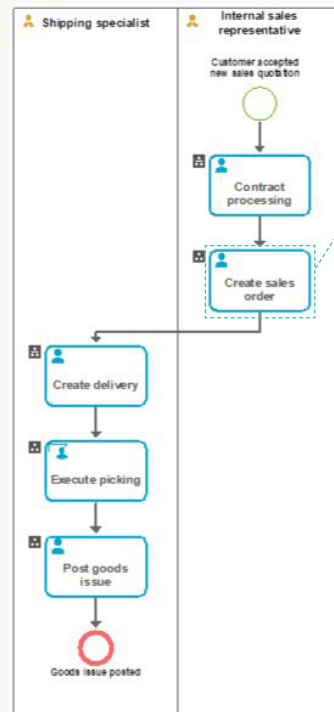 Shipping specialist
Internal sales
representative
Customer accepted
new sales quotation
Contract
processing
Create sales
order
Create delivery
Execute picking
Post goods
issue
Goods issue posted